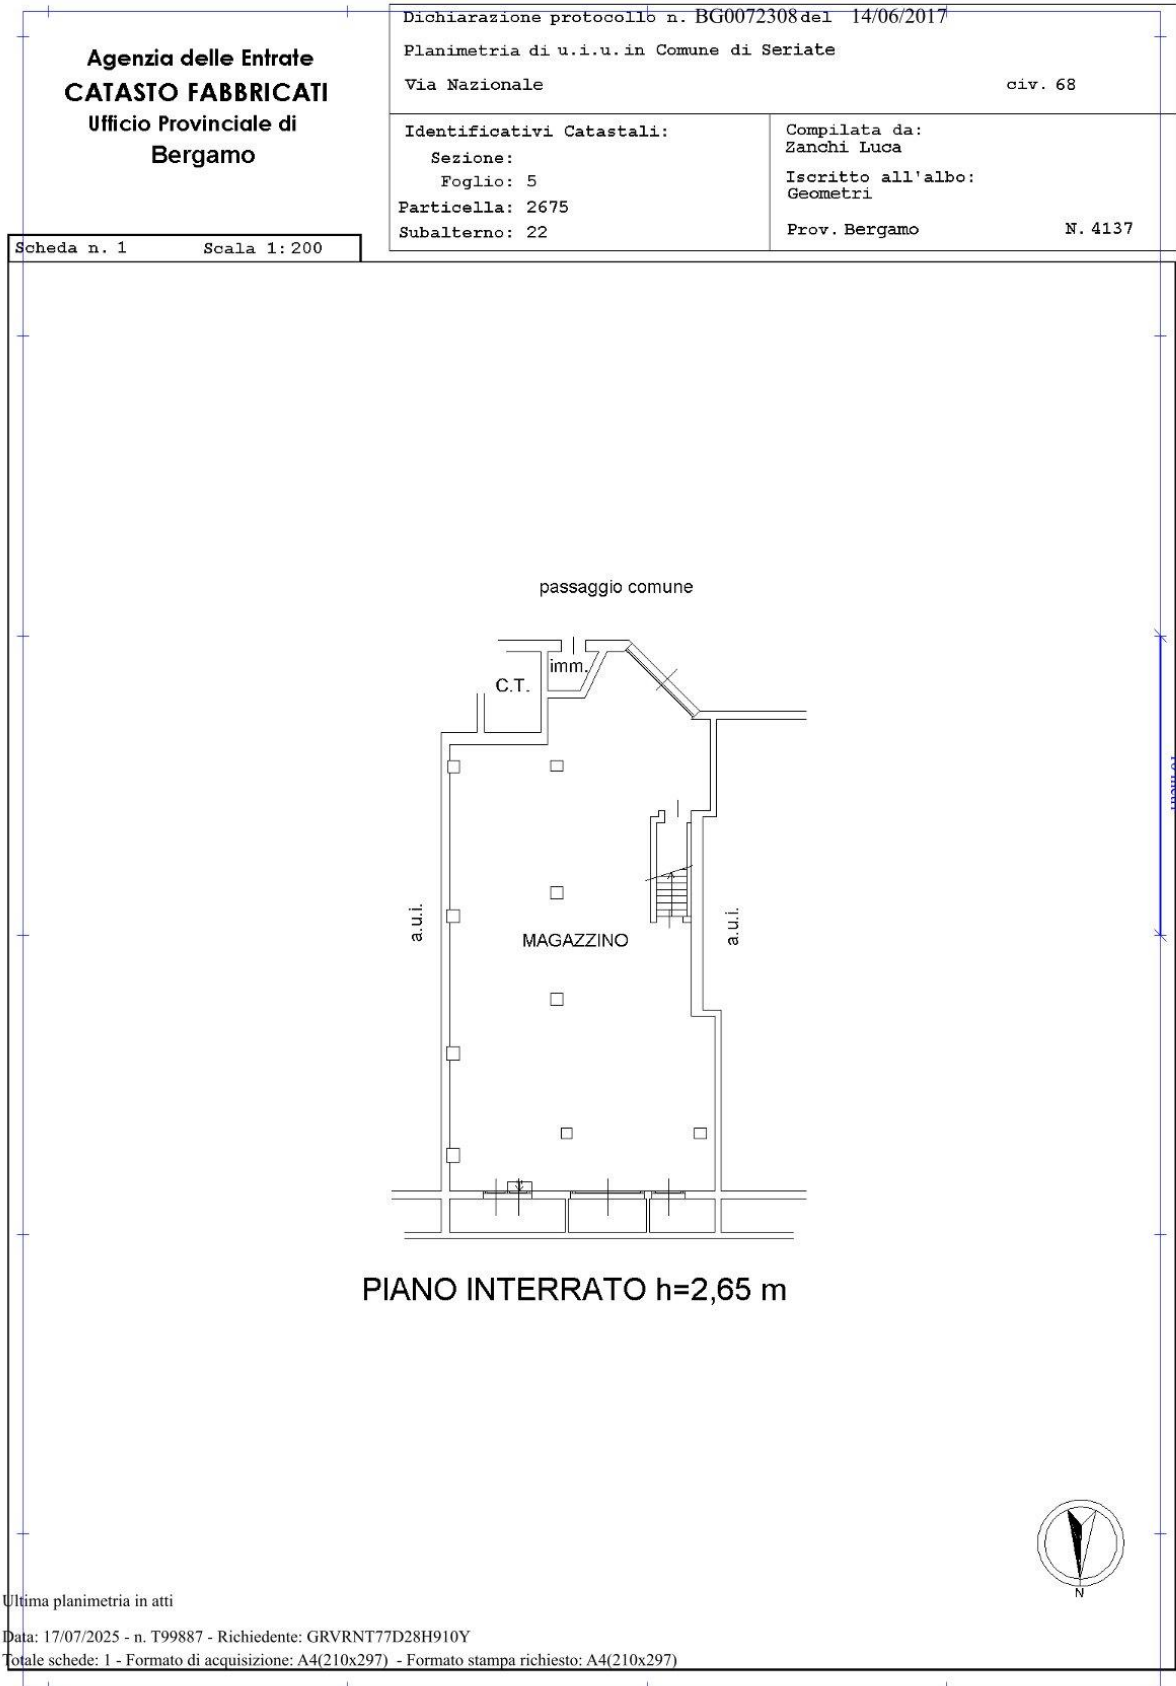 Agenzia delle Entrate
CATASTO FABBRICATI
Ufficio Provinciale di
Bergamo
Dichiarazione protocollo n. BG0072308 del 14/06/2017
Planimetria di u.i.u. in Comune di Seriate
Via Nazionale civ. 68
Identificativi Catastali:
Sezione:
Foglio: 5
Particella: 2675
Subalterno: 22
Compilata da:
Zanchi Luca
Iscritto all'albo:
Geometri
Prov. Bergamo N. 4137
Scheda n. 1 Scala 1:200
passaggio comune
imm.
C.T.
a.u.i.
a.u.i.
MAGAZZINO
PIANO INTERRATO h=2,65 m
N
Ultima planimetria in atti
Data: 17/07/2025 - n. T99887 - Richiedente: GRVRNT77D28H910Y
Totale schede: 1 - Formato di acquisizione: A4(210x297) - Formato stampa richiesto: A4(210x297)